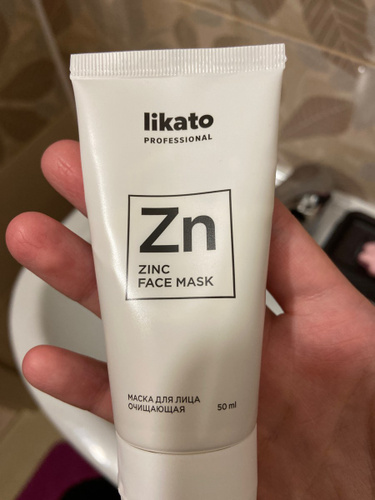 likato
PROFESSIONAL
Zn
ZINC
FACE MASK
МАСКА ДЛЯ ЛИЦА
ОЧИЩАЮЩАЯ 50 ml